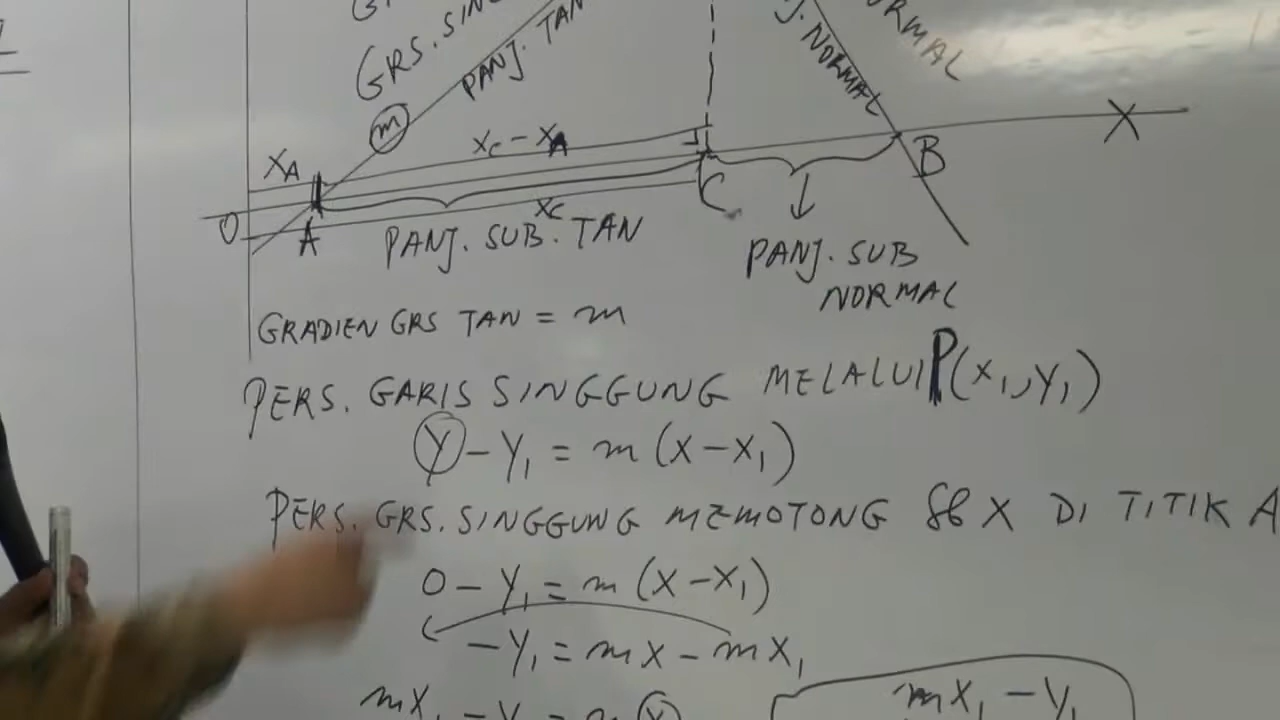 GRS. SIN
PANJ. TAN
J. NORMAL
RMAL
m
XA
XC - XA
X
O
A
XC
C
B
PANJ. SUB. TAN
PANJ. SUB
NORMAL
GRADIEN GRS TAN = m
PERS. GARIS SINGGUNG MELALUI P(X1, Y1)
Y - Y1 = m (X - X1)
PERS. GRS. SINGGUNG MEMOTONG Sb X DI TITIK A
0 - Y1 = m (X - X1)
- Y1 = mX - mX1
mX1 - Y1